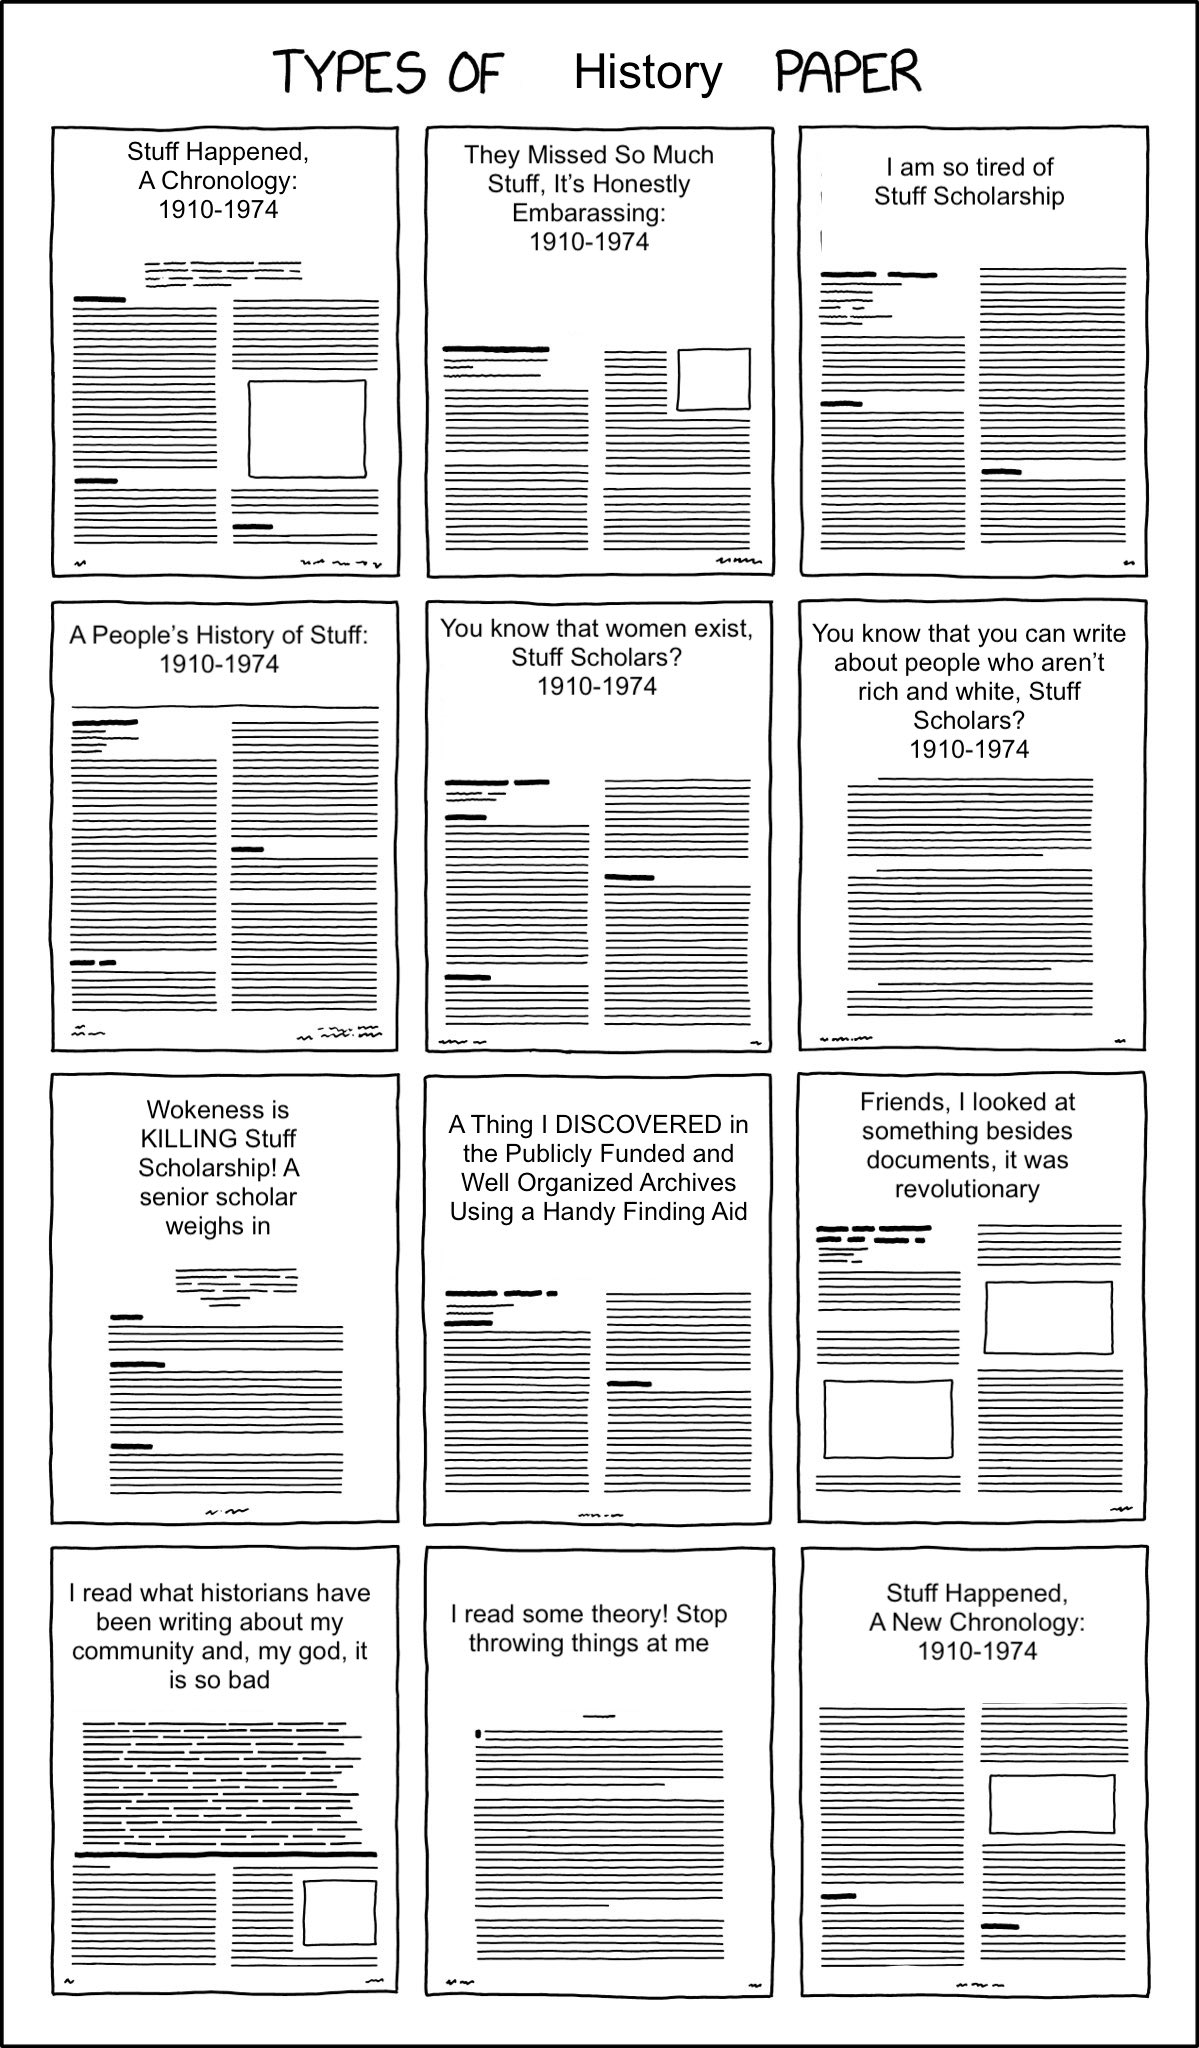 TYPES OF History PAPER
Stuff Happened,
A Chronology:
1910-1974
They Missed So Much
Stuff, It's Honestly
Embarassing:
1910-1974
I am so tired of
Stuff Scholarship
A People's History of Stuff:
1910-1974
You know that women exist,
Stuff Scholars?
1910-1974
You know that you can write
about people who aren't
rich and white, Stuff
Scholars?
1910-1974
Wokeness is
KILLING Stuff
Scholarship! A
senior scholar
weighs in
A Thing I DISCOVERED in
the Publicly Funded and
Well Organized Archives
Using a Handy Finding Aid
Friends, I looked at
something besides
documents, it was
revolutionary
I read what historians have
been writing about my
community and, my god, it
is so bad
I read some theory! Stop
throwing things at me
Stuff Happened,
A New Chronology:
1910-1974